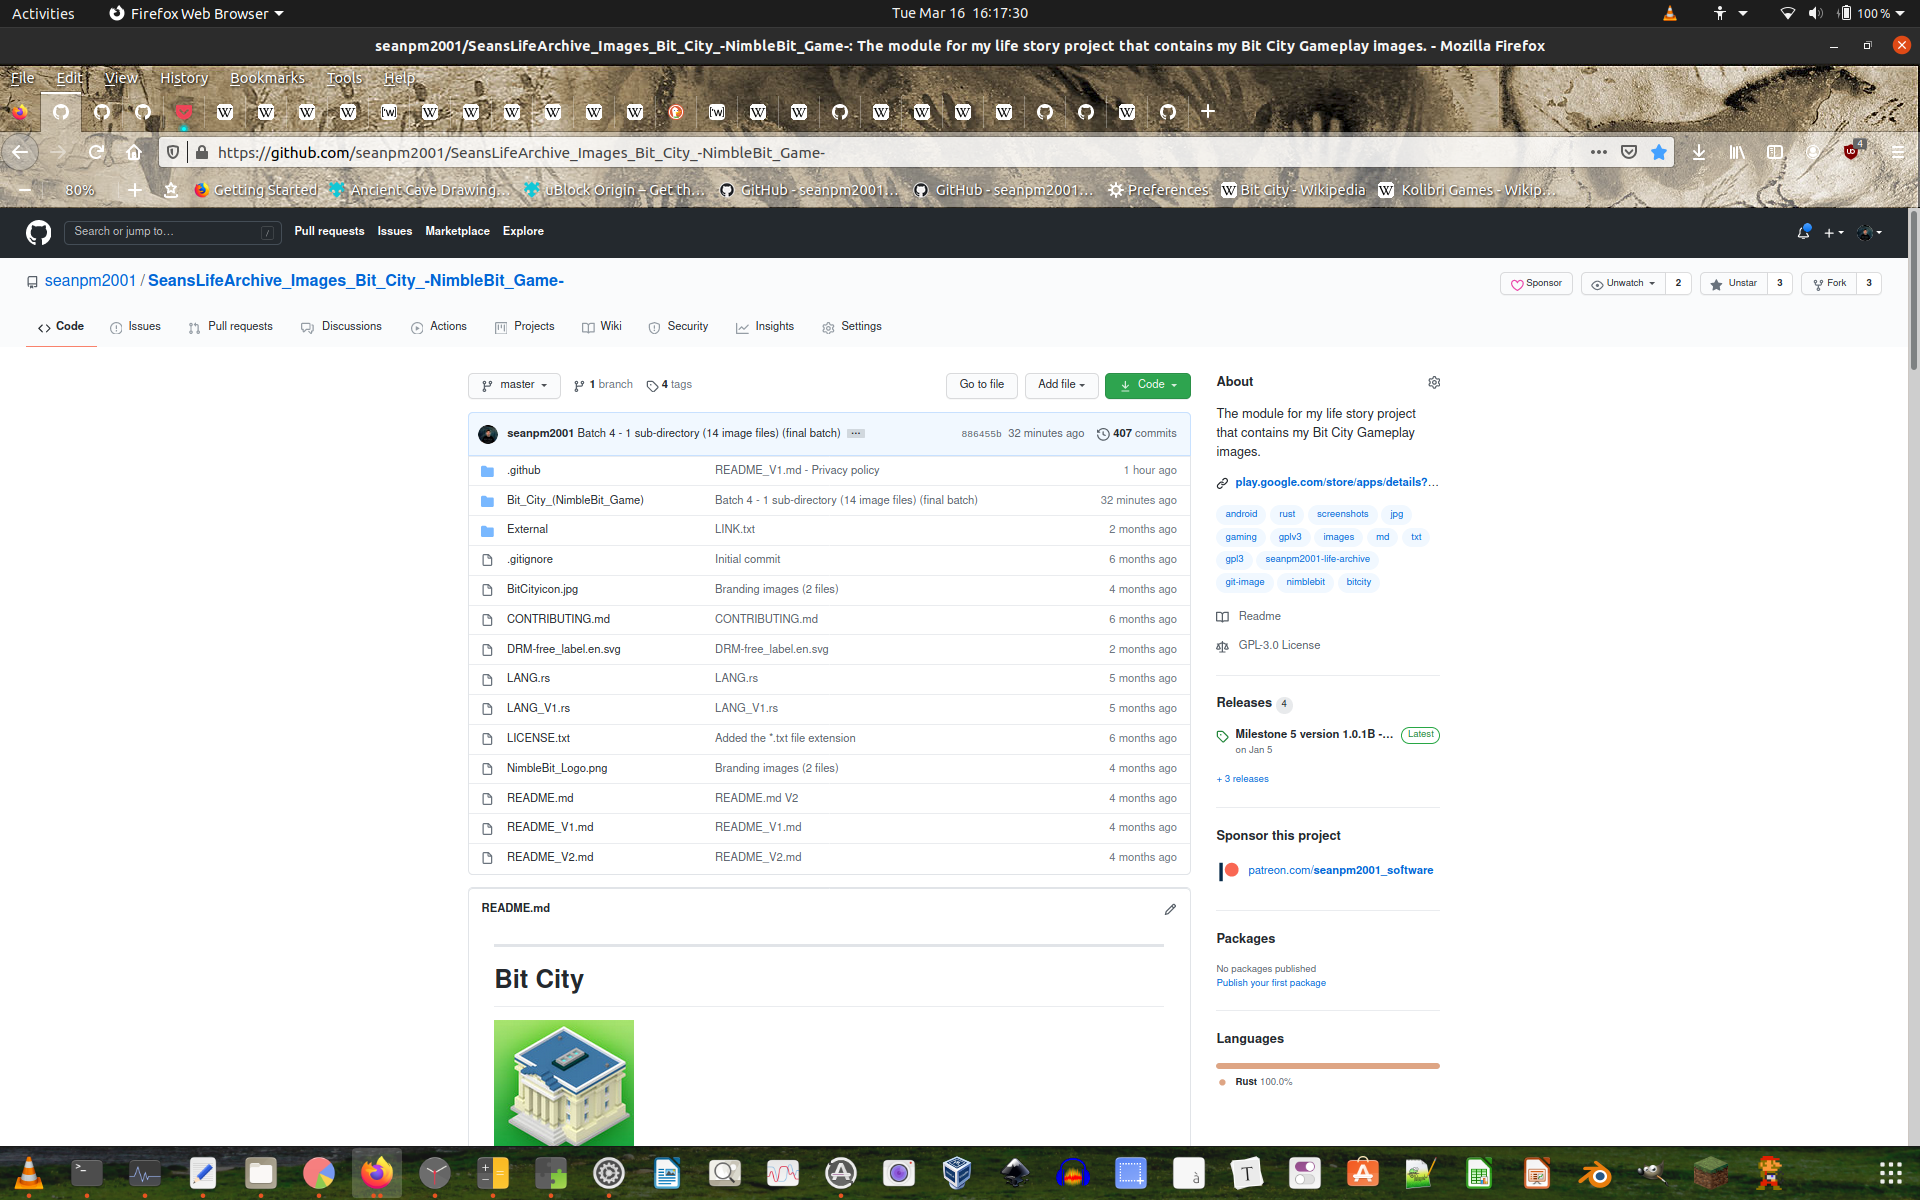 Activities Firefox Web Browser Tue Mar 16 16:17:30 100 %
seanpm2001/SeansLifeArchive_Images_Bit_City_-NimbleBit_Game-: The module for my life story project that contains my Bit City Gameplay images. - Mozilla Firefox
File Edit View History Bookmarks Tools Help
https://github.com/seanpm2001/SeansLifeArchive_Images_Bit_City_-NimbleBit_Game- 4
80% Getting Started Ancient Cave Drawing… uBlock Origin – Get th… GitHub - seanpm2001… GitHub - seanpm2001… Preferences Bit City - Wikipedia Kolibri Games - Wikip…
Search or jump to… / Pull requests Issues Marketplace Explore
seanpm2001 / SeansLifeArchive_Images_Bit_City_-NimbleBit_Game- Sponsor Unwatch 2 Unstar 3 Fork 3
Code Issues Pull requests Discussions Actions Projects Wiki Security Insights Settings
master 1 branch 4 tags Go to file Add file Code
seanpm2001 Batch 4 - 1 sub-directory (14 image files) (final batch) … 886455b 32 minutes ago 407 commits
.github README_V1.md - Privacy policy 1 hour ago
Bit_City_(NimbleBit_Game) Batch 4 - 1 sub-directory (14 image files) (final batch) 32 minutes ago
External LINK.txt 2 months ago
.gitignore Initial commit 6 months ago
BitCityicon.jpg Branding images (2 files) 4 months ago
CONTRIBUTING.md CONTRIBUTING.md 6 months ago
DRM-free_label.en.svg DRM-free_label.en.svg 2 months ago
LANG.rs LANG.rs 5 months ago
LANG_V1.rs LANG_V1.rs 5 months ago
LICENSE.txt Added the *.txt file extension 6 months ago
NimbleBit_Logo.png Branding images (2 files) 4 months ago
README.md README.md V2 4 months ago
README_V1.md README_V1.md 4 months ago
README_V2.md README_V2.md 4 months ago
README.md
Bit City
About
The module for my life story project
that contains my Bit City Gameplay
images.
play.google.com/store/apps/details?…
android rust screenshots jpg
gaming gplv3 images md txt
gpl3 seanpm2001-life-archive
git-image nimblebit bitcity
Readme
GPL-3.0 License
Releases 4
Milestone 5 version 1.0.1B -… Latest
on Jan 5
+ 3 releases
Sponsor this project
patreon.com/seanpm2001_software
Packages
No packages published
Publish your first package
Languages
Rust 100.0%